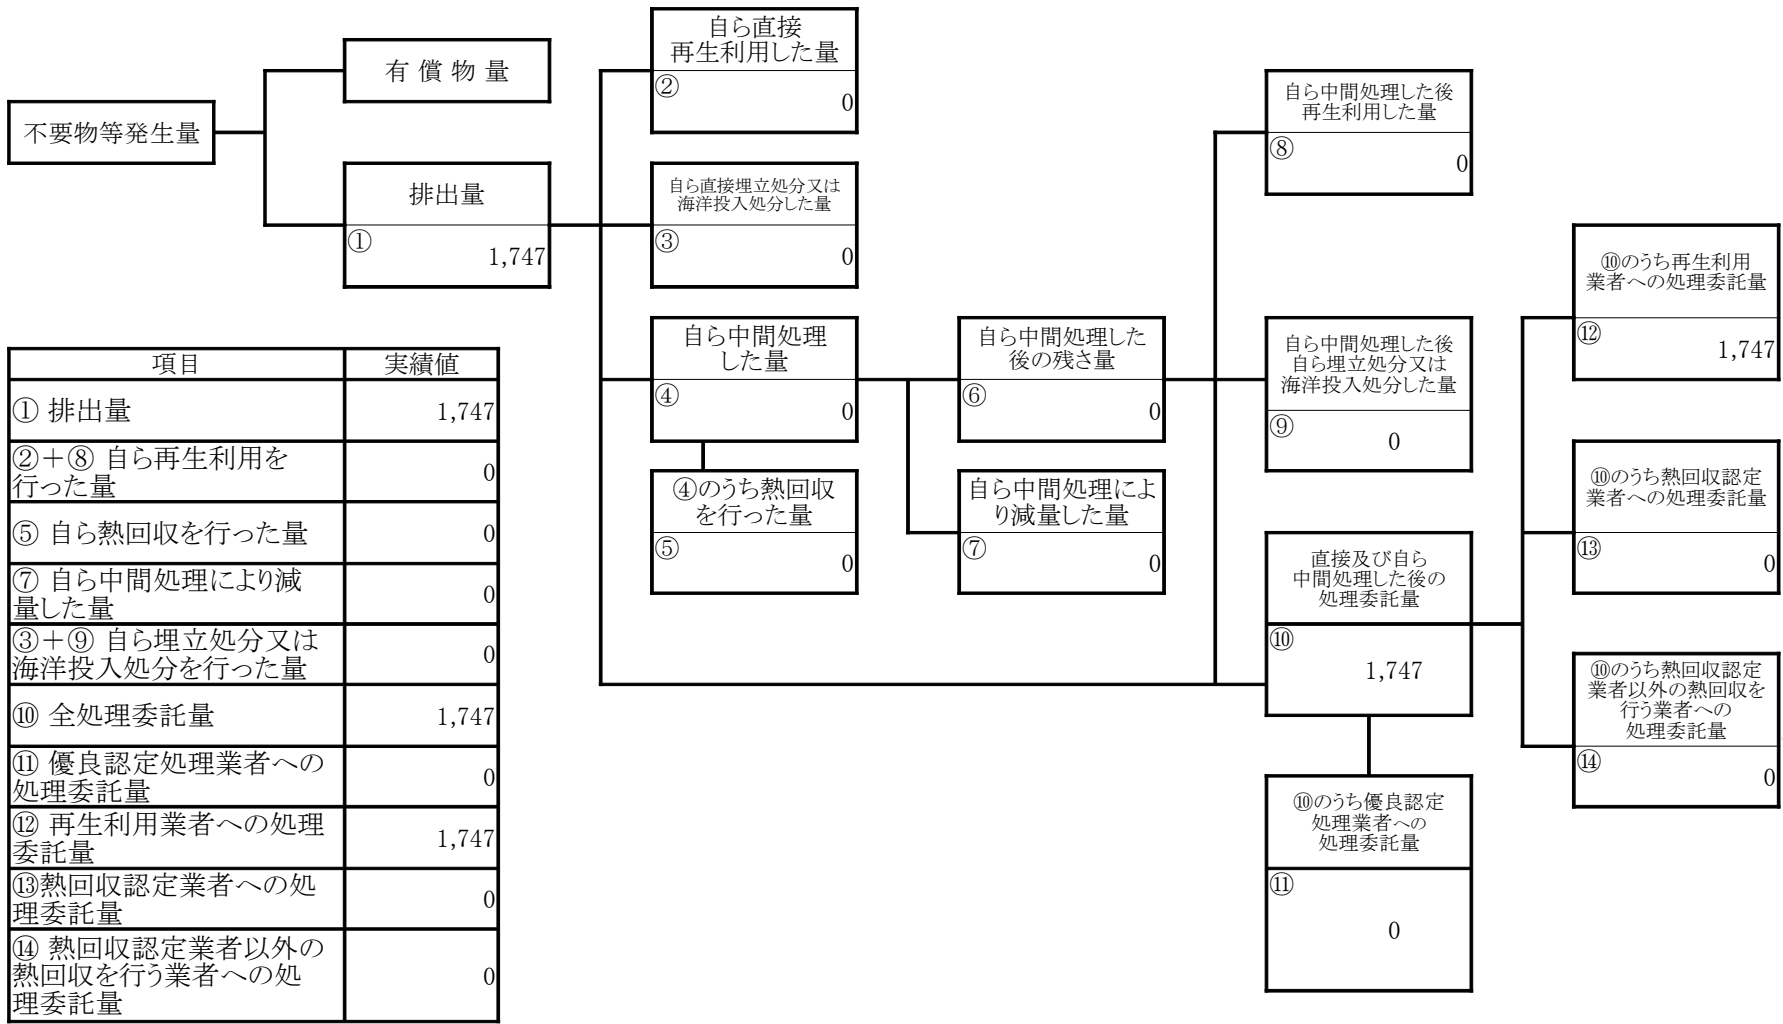 不要物等発生量
有 償 物 量
排出量
①
1,747
自ら直接
再生利用した量
②
0
自ら直接埋立処分又は
海洋投入処分した量
③
0
自ら中間処理
した量
④
0
④のうち熱回収
を行った量
⑤
0
自ら中間処理した
後の残さ量
⑥
0
自ら中間処理によ
り減量した量
⑦
0
自ら中間処理した後
再生利用した量
⑧
0
自ら中間処理した後
自ら埋立処分又は
海洋投入処分した量
⑨
0
直接及び自ら
中間処理した後の
処理委託量
⑩
1,747
⑩のうち優良認定
処理業者への
処理委託量
⑪
0
⑩のうち再生利用
業者への処理委託量
⑫
1,747
⑩のうち熱回収認定
業者への処理委託量
⑬
0
⑩のうち熱回収認定
業者以外の熱回収を
行う業者への
処理委託量
⑭
0
項目 実績値
① 排出量 1,747
②＋⑧ 自ら再生利用を
行った量 0
⑤ 自ら熱回収を行った量 0
⑦ 自ら中間処理により減
量した量 0
③＋⑨ 自ら埋立処分又は
海洋投入処分を行った量 0
⑩ 全処理委託量 1,747
⑪ 優良認定処理業者への
処理委託量 0
⑫ 再生利用業者への処理
委託量 1,747
⑬熱回収認定業者への処
理委託量 0
⑭ 熱回収認定業者以外の
熱回収を行う業者への処
理委託量 0